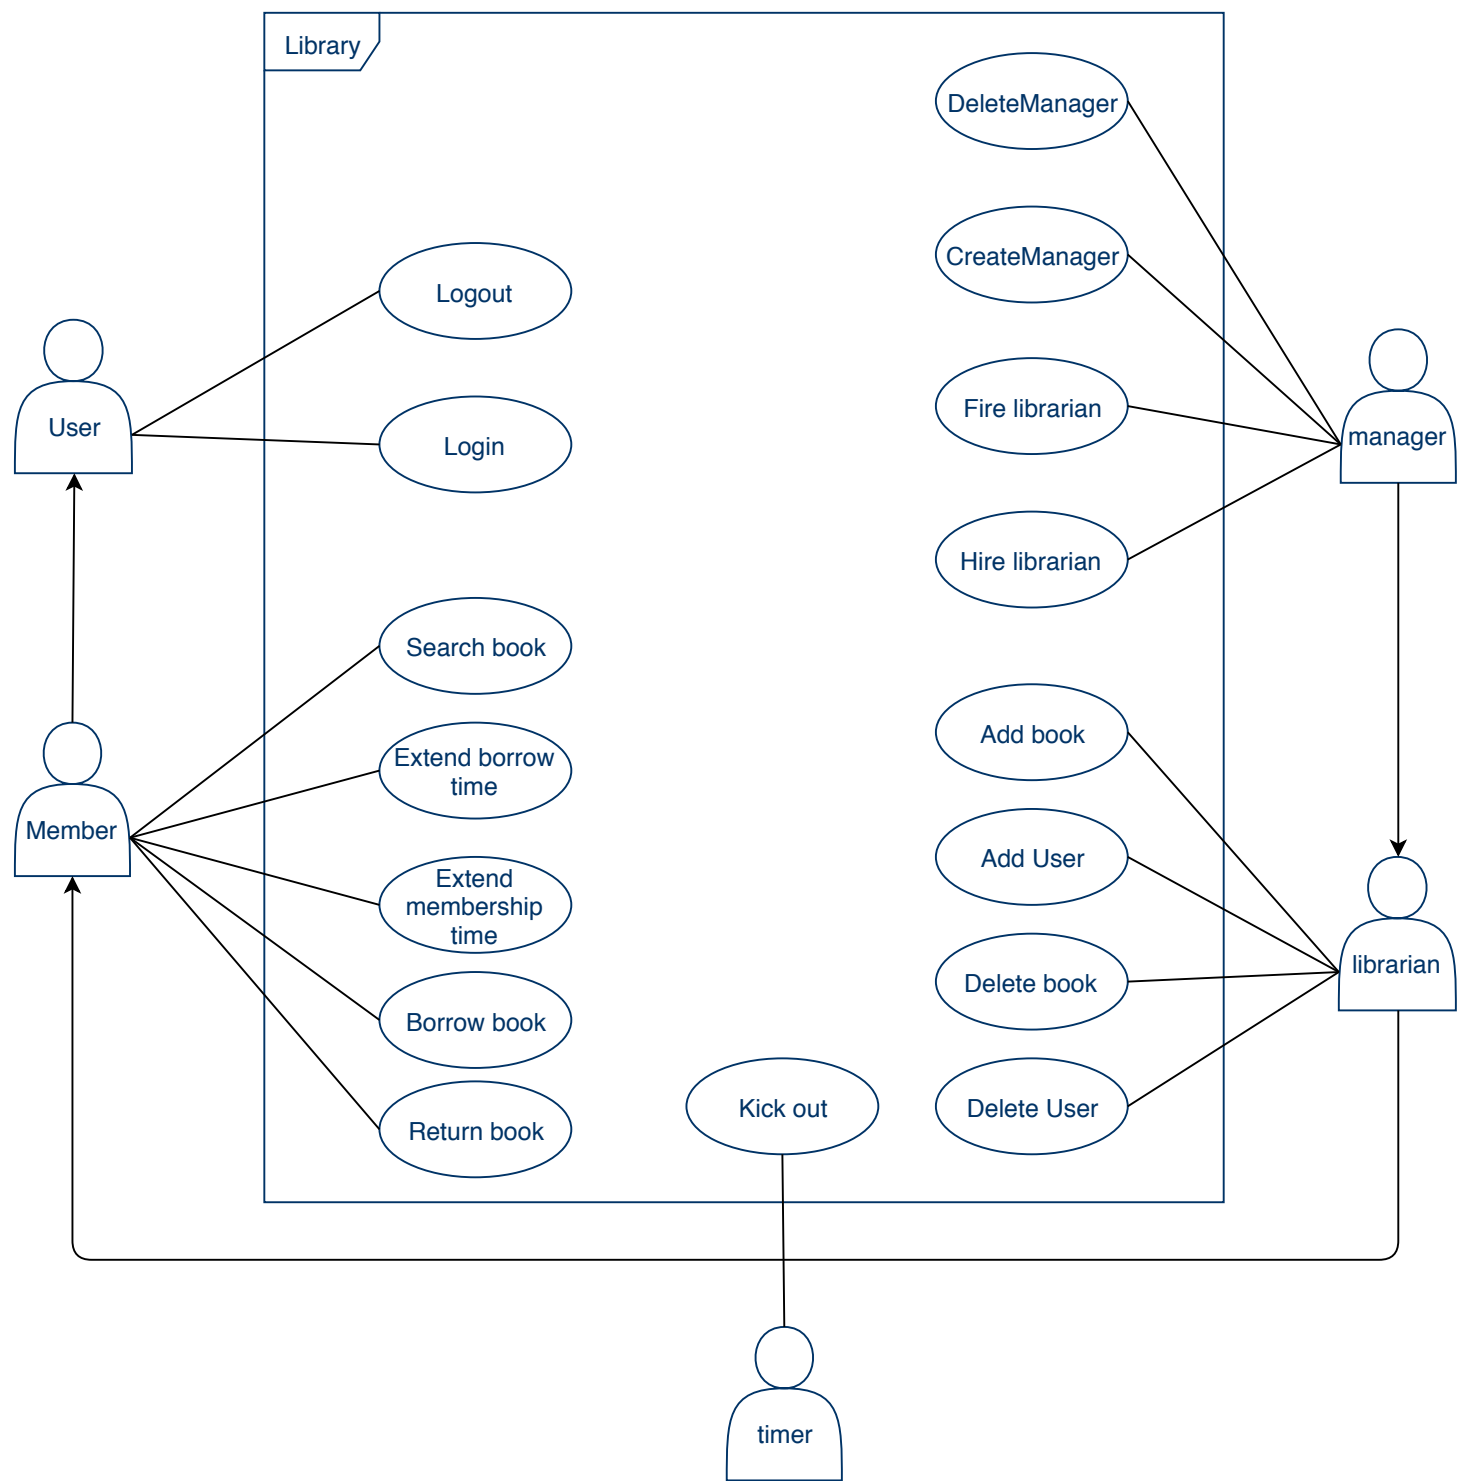 Library
DeleteManager
CreateManager
Logout
Fire librarian
User
manager
Login
Hire librarian
Search book
Add book
Extend borrow
time
Member
Add User
Extend
membership
time
librarian
Delete book
Borrow book
Kick out
Delete User
Return book
timer